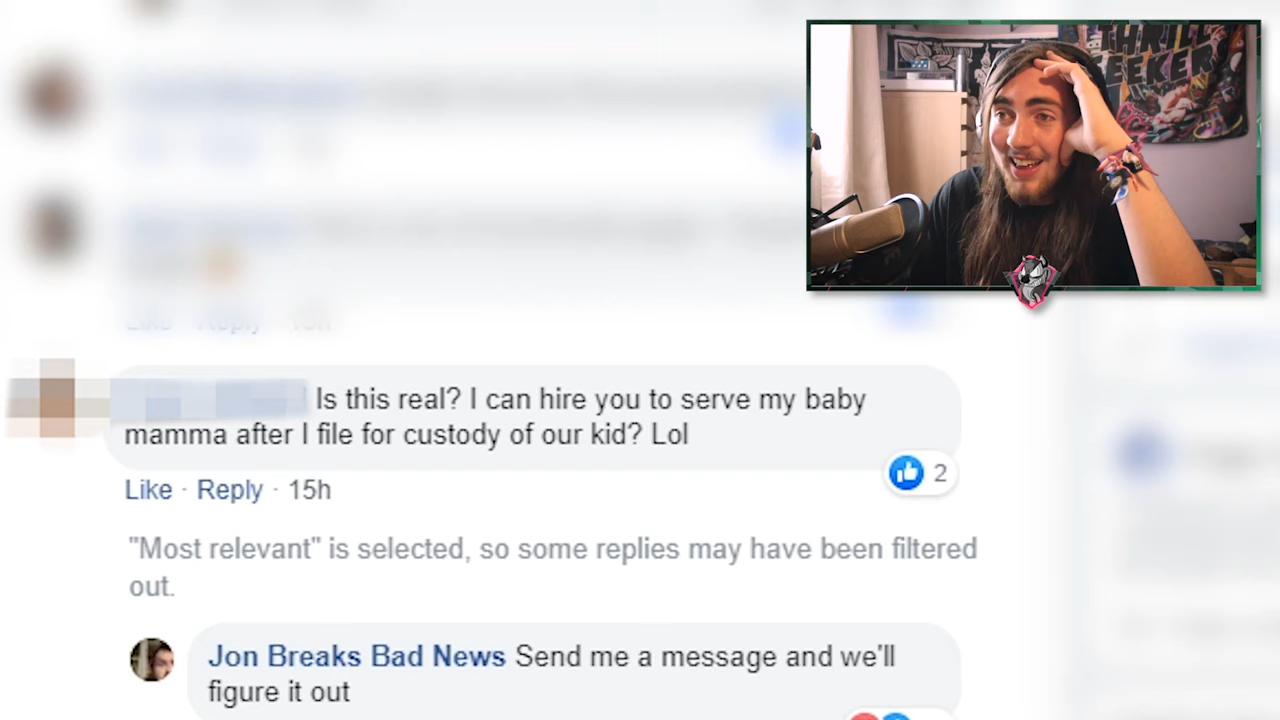 THRILL
SEEKER
Is this real? I can hire you to serve my baby
mamma after I file for custody of our kid? Lol
2
Like · Reply · 15h
"Most relevant" is selected, so some replies may have been filtered
out.
Jon Breaks Bad News Send me a message and we'll
figure it out